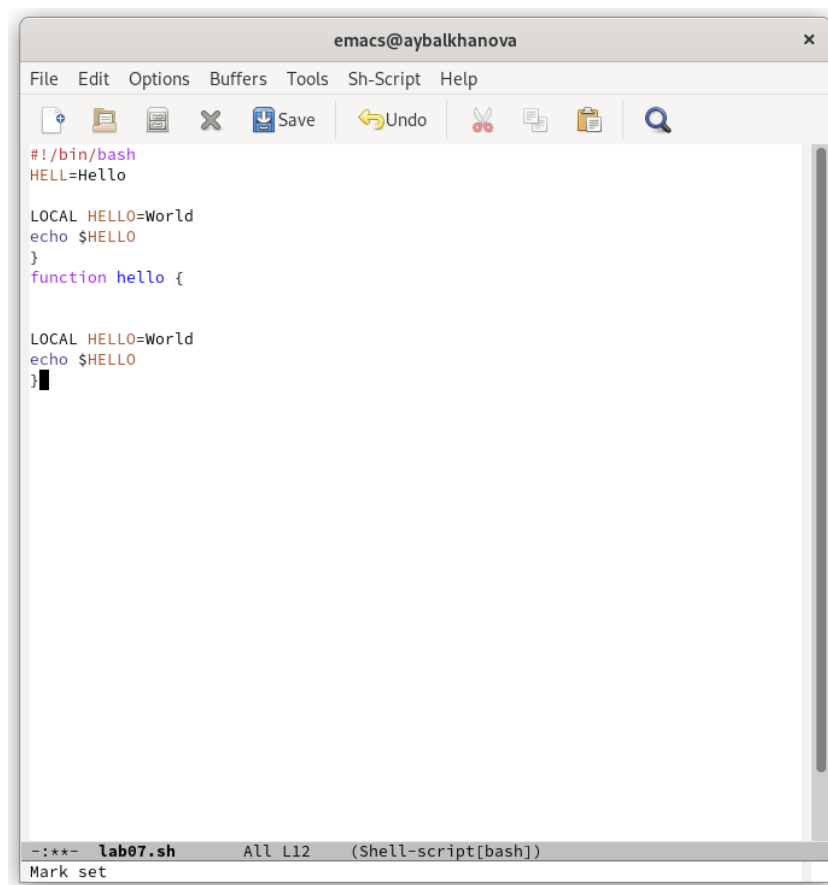 emacs@aybalkhanova ×
File Edit Options Buffers Tools Sh-Script Help
Save Undo
#!/bin/bash
HELL=Hello
LOCAL HELLO=World
echo $HELLO
}
function hello {
LOCAL HELLO=World
echo $HELLO
}
-:**- lab07.sh All L12 (Shell-script[bash])
Mark set